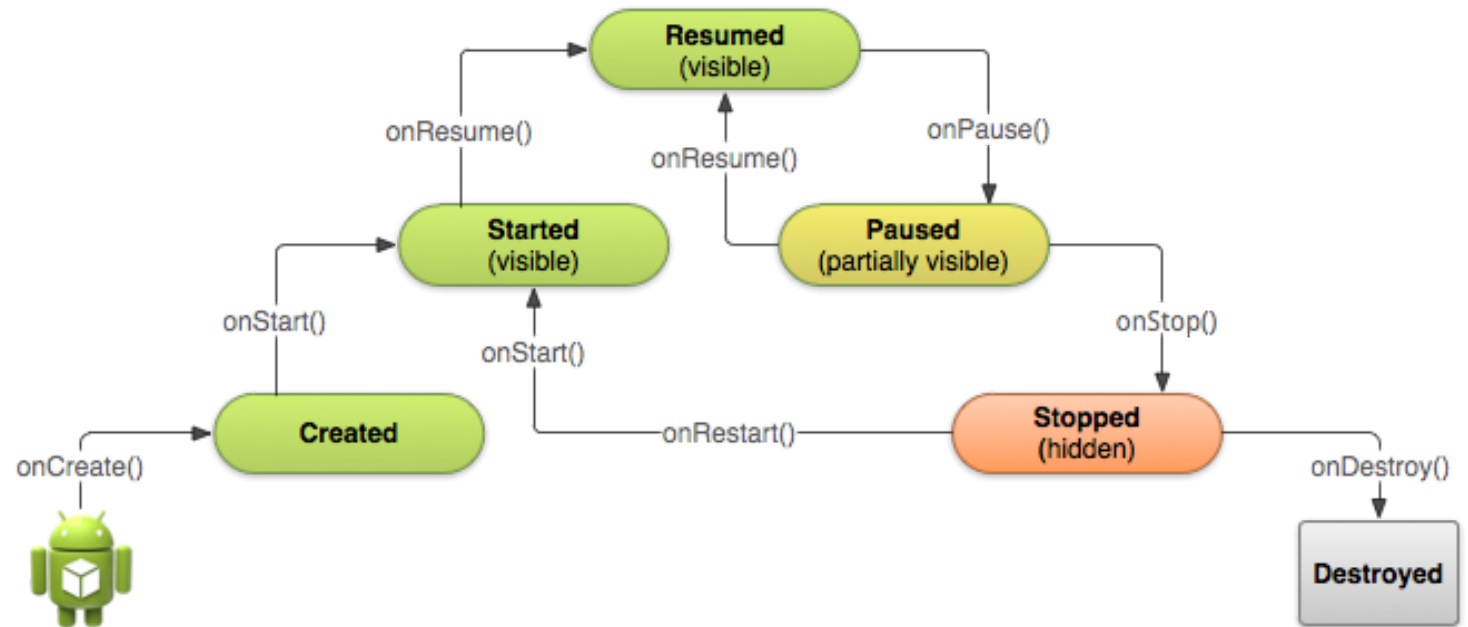 Resumed
(visible)
onResume()
onPause()
onResume()
Started
(visible)
Paused
(partially visible)
onStart()
onStop()
onStart()
Created
onRestart()
Stopped
(hidden)
onCreate()
onDestroy()
Destroyed